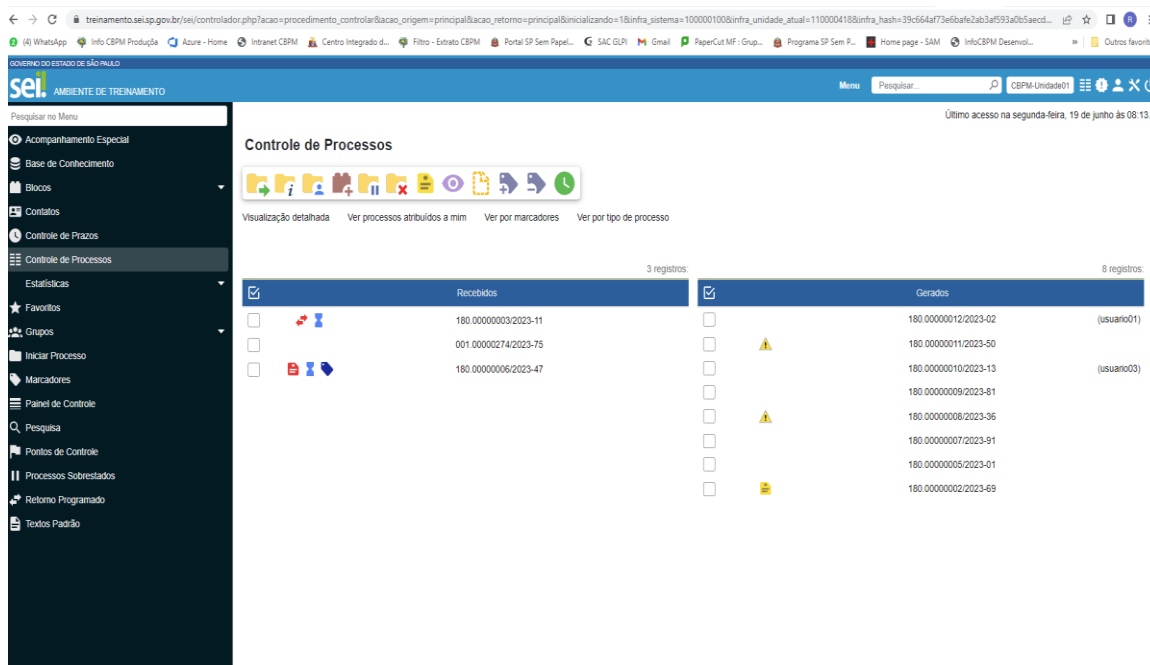 treinamento.sei.sp.gov.br/sei/controlador.php?acao=procedimento_controlar&acao_origem=principal&acao_retorno=principal&inicializando=1&infra_sistema=100000100&infra_unidade_atual=110000418&infra_hash=39c664af73e6bafe2ab3af593a0b5aecd...
(4) WhatsApp Info CBPM Produçõa Azure - Home Intranet CBPM Centro Integrado d... Filtro - Extrato CBPM Portal SP Sem Papel... SAC GLPI Gmail PaperCut MF : Grup... Programa SP Sem P... Home page - SAM InfoCBPM Desenvol... » Outros favorit
GOVERNO DO ESTADO DE SÃO PAULO
sei! AMBIENTE DE TREINAMENTO Menu Pesquisar... CBPM-Unidade01
Pesquisar no Menu
Último acesso na segunda-feira, 19 de junho às 08:13.
Acompanhamento Especial
Base de Conhecimento
Blocos
Contatos
Controle de Prazos
Controle de Processos
Estatísticas
Favoritos
Grupos
Iniciar Processo
Marcadores
Painel de Controle
Pesquisa
Pontos de Controle
Processos Sobrestados
Retorno Programado
Textos Padrão
Controle de Processos
Visualização detalhada Ver processos atribuídos a mim Ver por marcadores Ver por tipo de processo
3 registros:
Recebidos
180.00000003/2023-11
001.00000274/2023-75
180.00000006/2023-47
8 registros:
Gerados
180.00000012/2023-02 (usuario01)
180.00000011/2023-50
180.00000010/2023-13 (usuario03)
180.00000009/2023-81
180.00000008/2023-36
180.00000007/2023-91
180.00000005/2023-01
180.00000002/2023-69